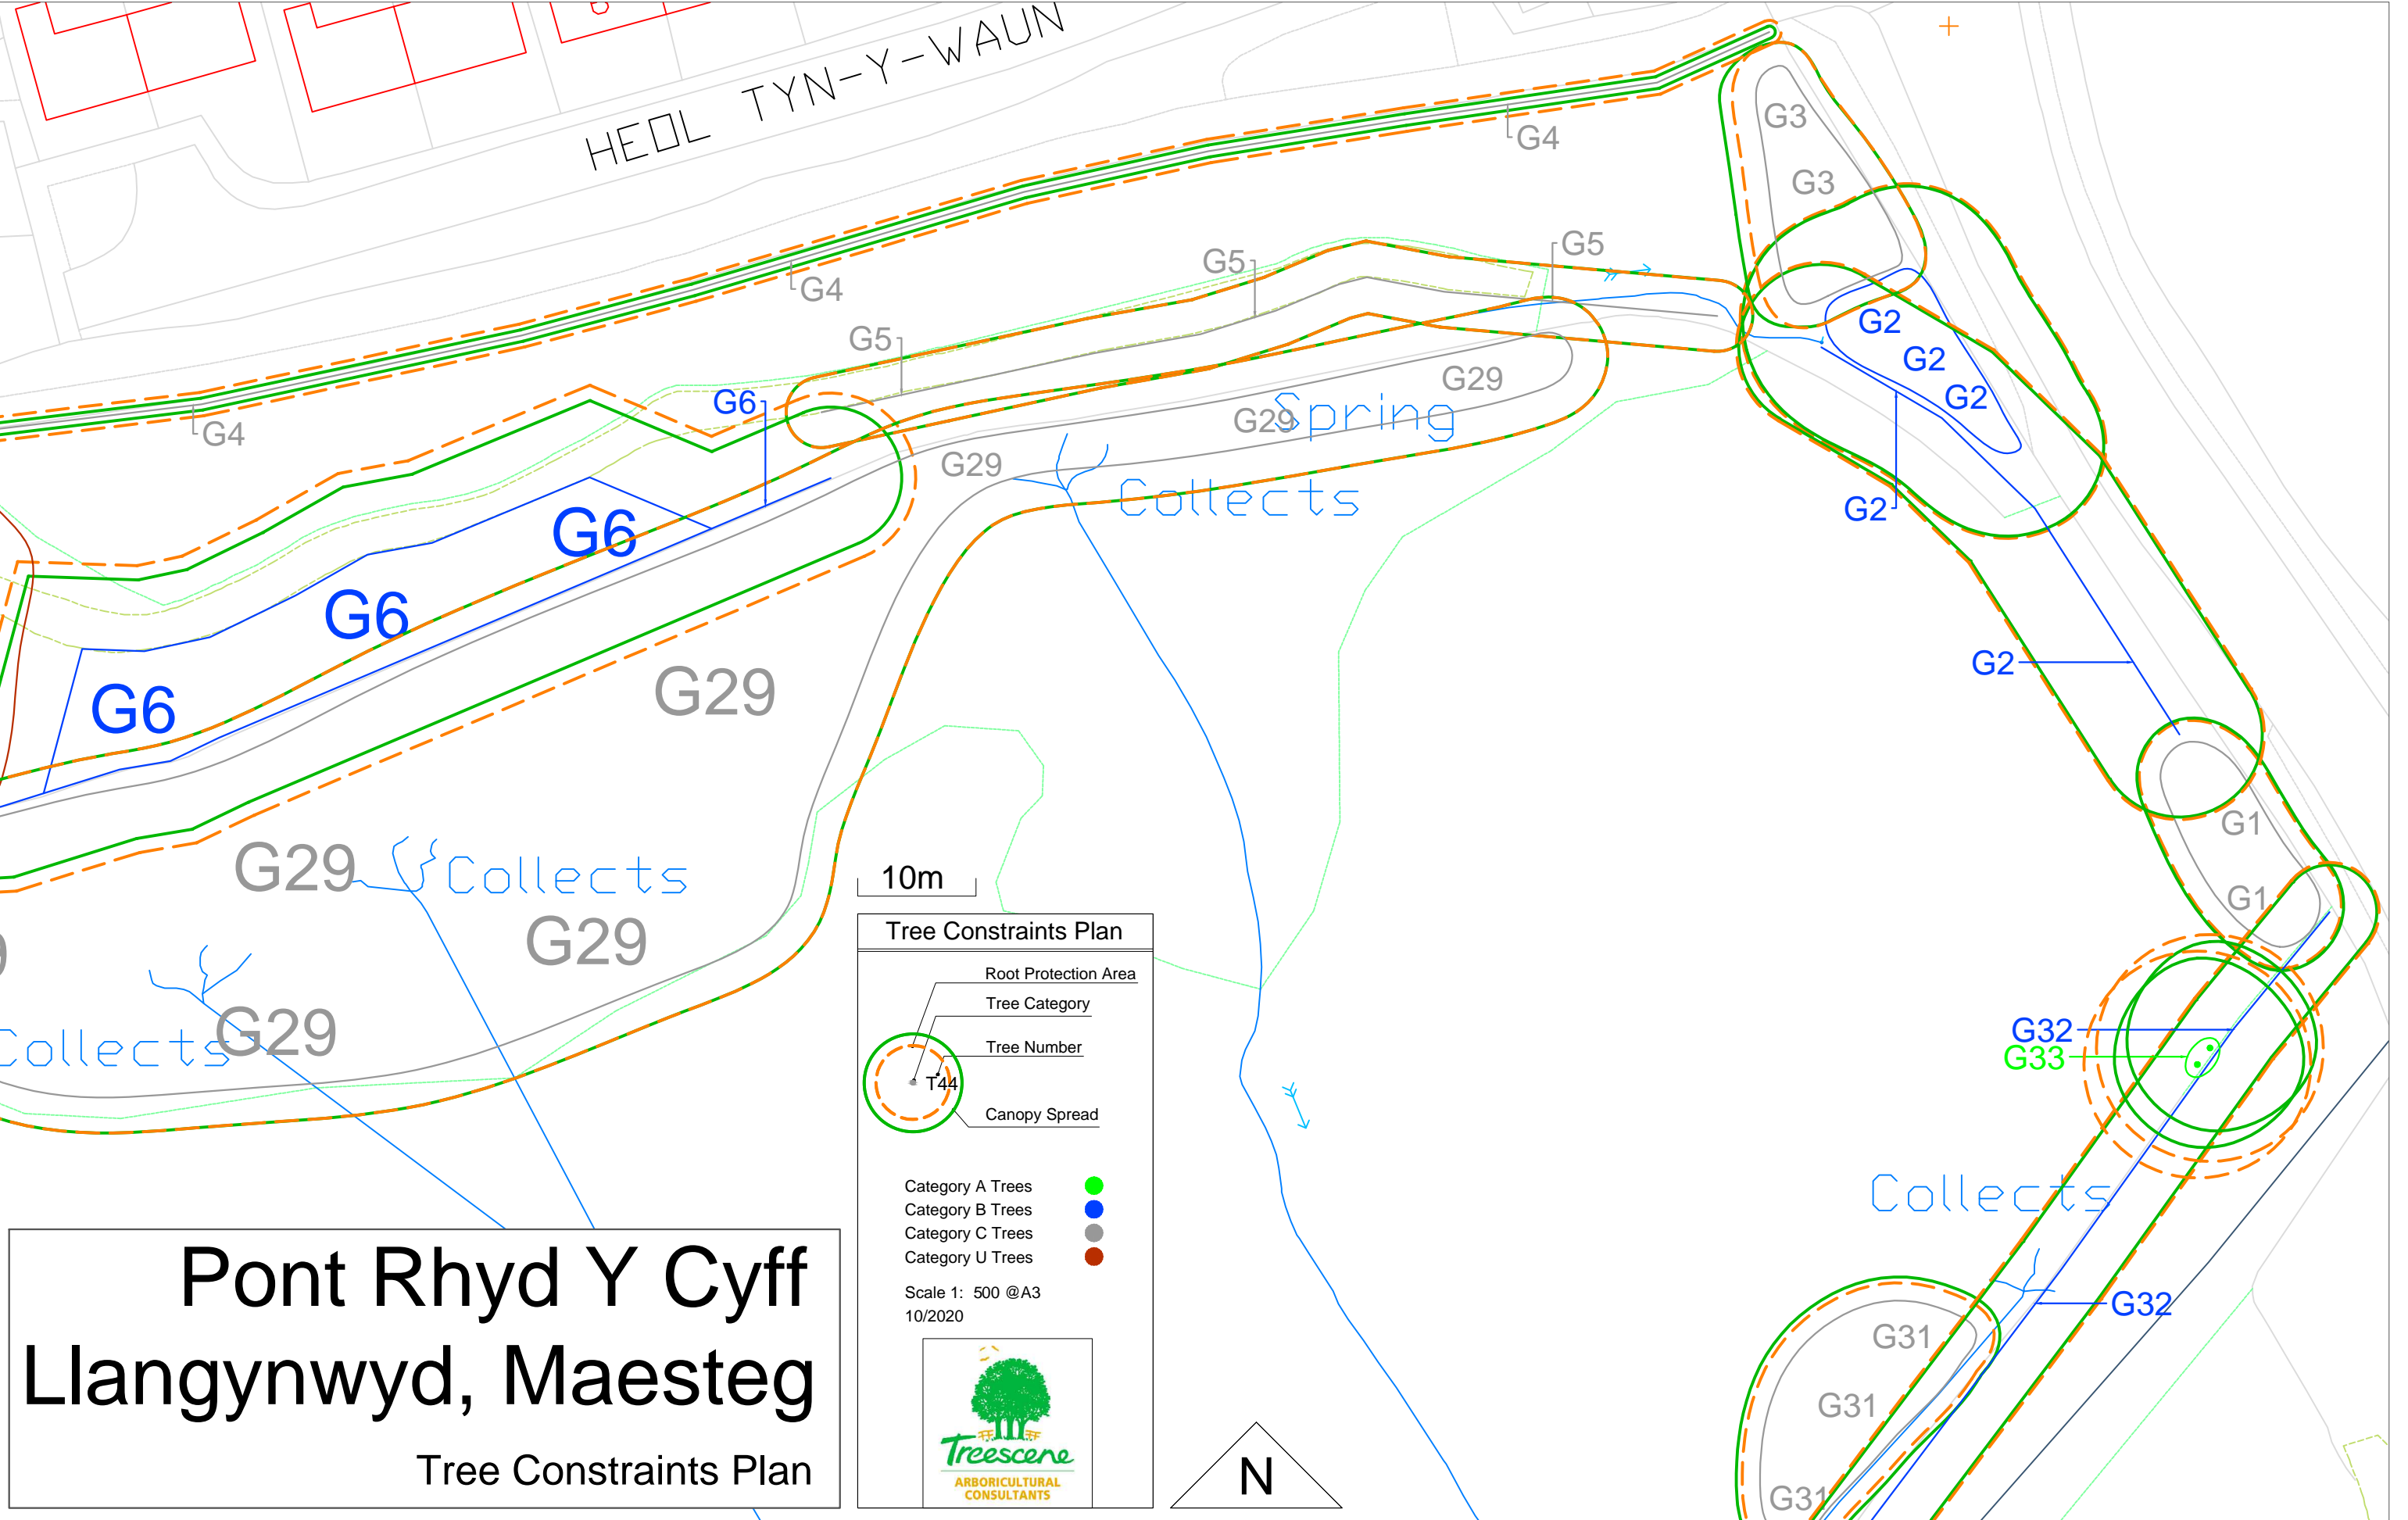 HEOL TYN-Y-WAUN
G3
G4
G3
G5
G5
G4
G2
G5
G2
G29
G6
G2
G29
Spring
G4
G29
Collects
G2
G6
G6
G2
G29
G6
G1
G29
Collects
10m
G1
G29
Tree Constraints Plan
Root Protection Area
Tree Category
Tree Number
T44
Canopy Spread
G29
Collects
G32
G33
Category A Trees
Category B Trees
Category C Trees
Category U Trees
Scale 1: 500 @A3
10/2020
Treescene
ARBORICULTURAL
CONSULTANTS
Collects
G32
G31
G31
G31
Pont Rhyd Y Cyff
Llangynwyd, Maesteg
Tree Constraints Plan
N